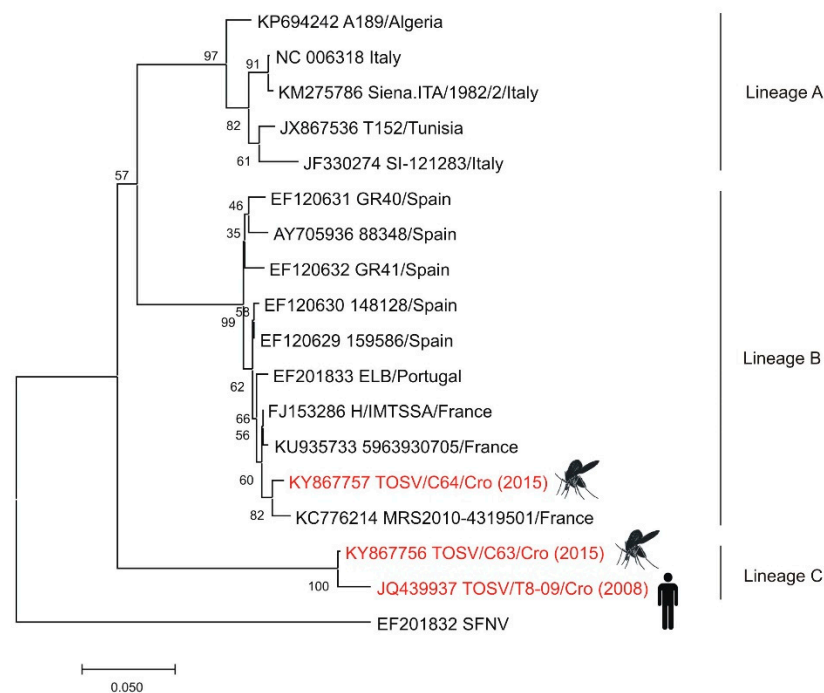 KP694242 A189/Algeria
97
NC 006318 Italy
91
KM275786 Siena.ITA/1982/2/Italy
Lineage A
82
JX867536 T152/Tunisia
61
JF330274 SI-121283/Italy
57
46
EF120631 GR40/Spain
35
AY705936 88348/Spain
EF120632 GR41/Spain
58
EF120630 148128/Spain
99
EF120629 159586/Spain
Lineage B
62
EF201833 ELB/Portugal
66
FJ153286 H/IMTSSA/France
56
KU935733 5963930705/France
60
KY867757 TOSV/C64/Cro (2015)
82
KC776214 MRS2010-4319501/France
KY867756 TOSV/C63/Cro (2015)
Lineage C
100
JQ439937 TOSV/T8-09/Cro (2008)
EF201832 SFNV
0.050